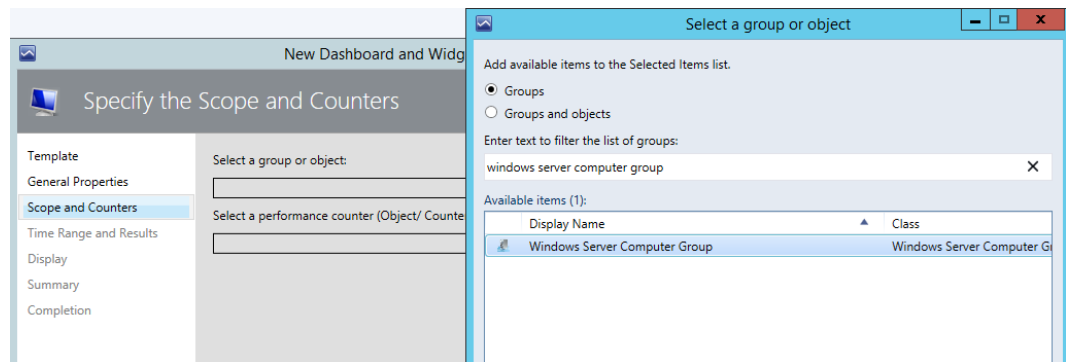 New Dashboard and Widg
Specify the Scope and Counters
Template
General Properties
Scope and Counters
Time Range and Results
Display
Summary
Completion
Select a group or object:
Select a performance counter (Object/ Counte
Select a group or object
Add available items to the Selected Items list.
Groups
Groups and objects
Enter text to filter the list of groups:
windows server computer group
Available items (1):
Display Name Class
Windows Server Computer Group Windows Server Computer G